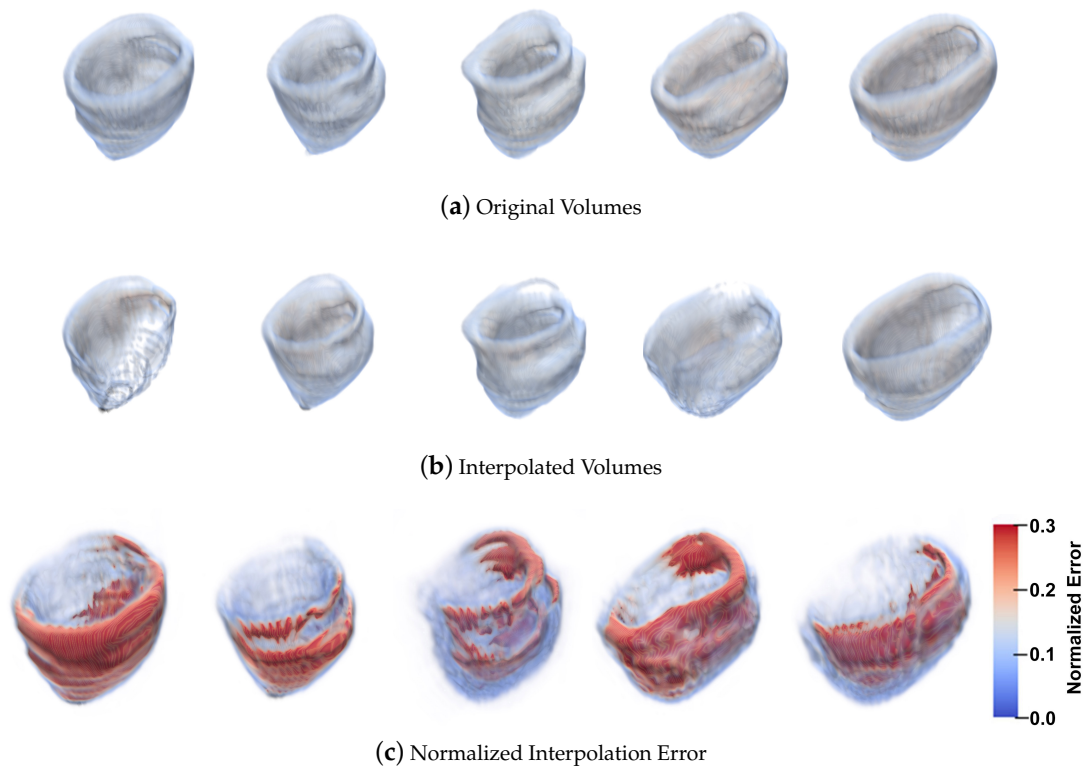 (a) Original Volumes
(b) Interpolated Volumes
0.3
0.2
0.1
0.0
Normalized Error
(c) Normalized Interpolation Error